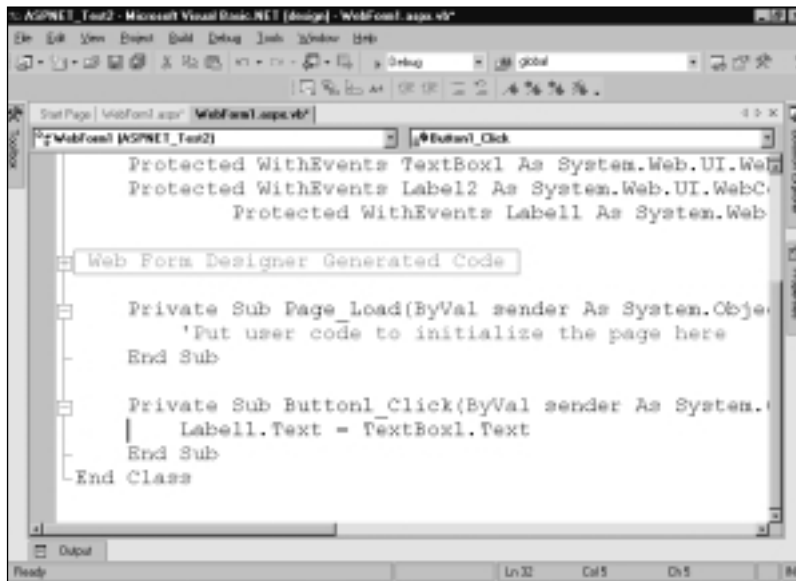 ASPNET_Test2 - Microsoft Visual Basic.NET [design] - WebForm1.aspx.vb*
File Edit View Project Build Debug Tools Window Help
Debug global
Toolbox
Start Page WebForm1.aspx* WebForm1.aspx.vb*
WebForm1 (ASPNET_Test2) Button1_Click
Protected WithEvents TextBox1 As System.Web.UI.We
Protected WithEvents Label2 As System.Web.UI.WebC
Protected WithEvents Label1 As System.Web
Web Form Designer Generated Code
Private Sub Page_Load(ByVal sender As System.Obje
'Put user code to initialize the page here
End Sub
Private Sub Button1_Click(ByVal sender As System.
Label1.Text = TextBox1.Text
End Sub
End Class
Output
Ready Ln 32 Col 5 Ch 5